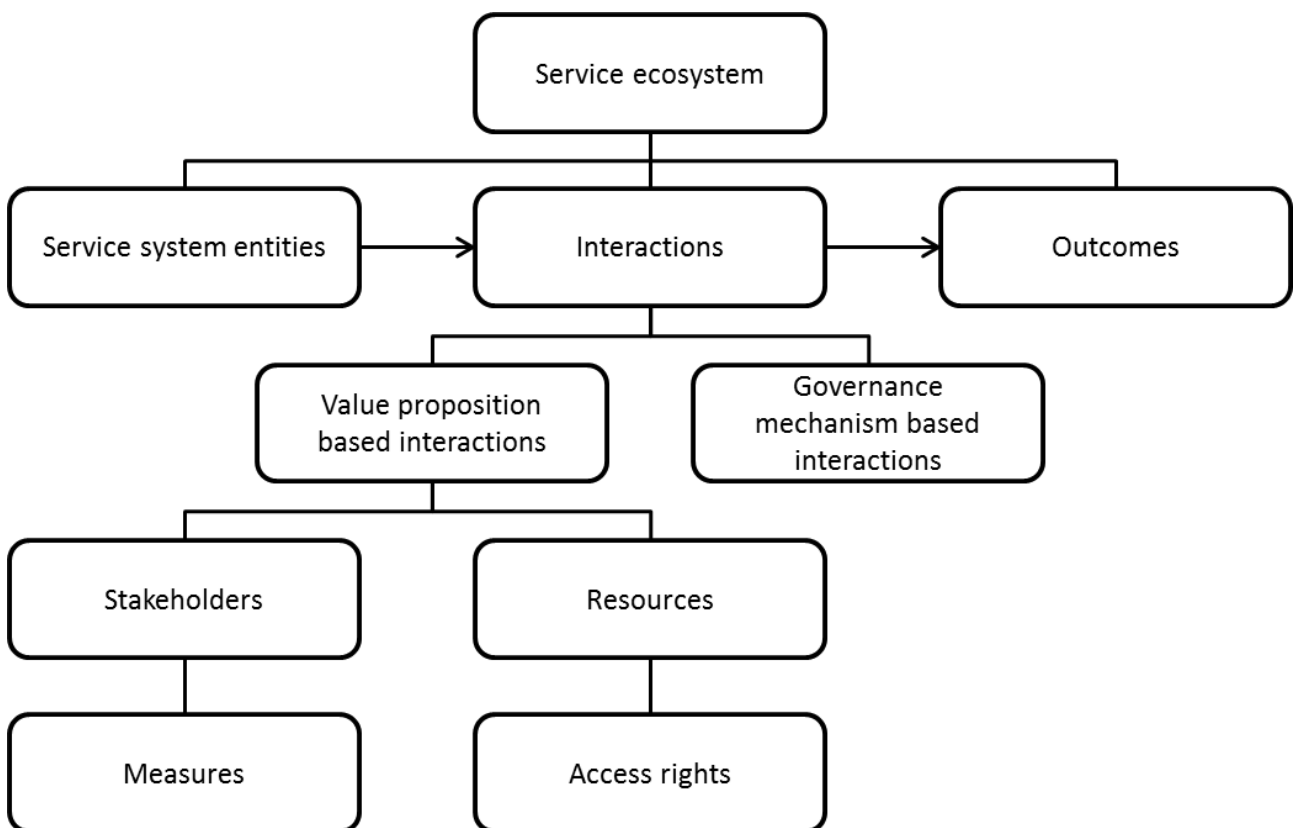 Service ecosystem
Service system entities
Interactions
Outcomes
Value proposition
based interactions
Governance
mechanism based
interactions
Stakeholders
Resources
Measures
Access rights